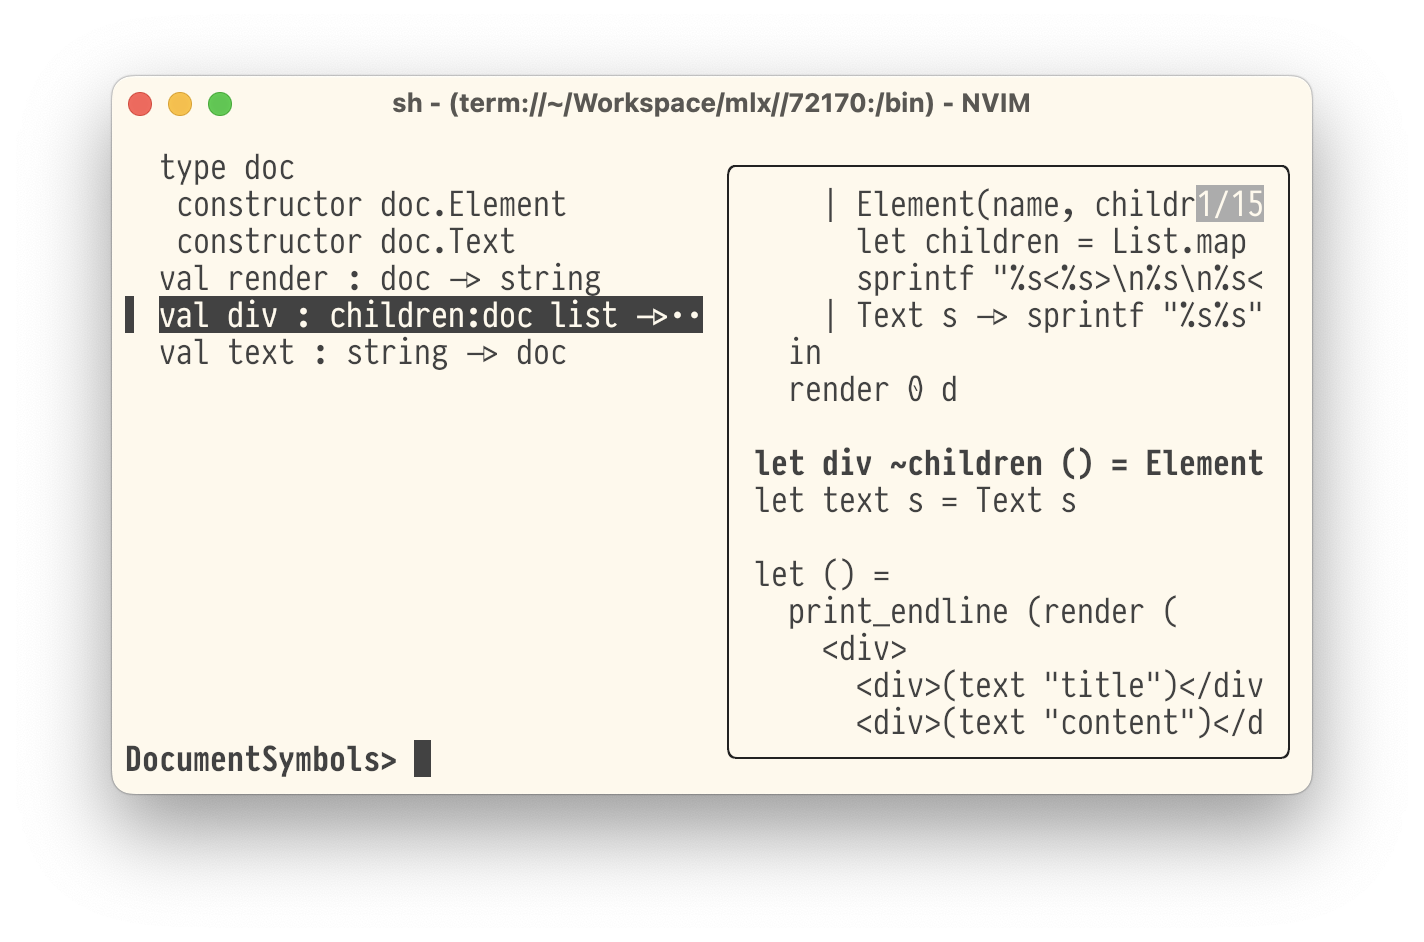 sh - (term://~/Workspace/mlx//72170:/bin) - NVIM
type doc
constructor doc.Element
constructor doc.Text
val render : doc -> string
val div : children:doc list ->··
val text : string -> doc
DocumentSymbols>
| Element(name, childr1/15
let children = List.map
sprintf "%s<%s>\n%s\n%s<
| Text s -> sprintf "%s%s"
in
render 0 d
let div ~children () = Element
let text s = Text s
let () =
print_endline (render (
<div>
<div>(text "title")</div
<div>(text "content")</d